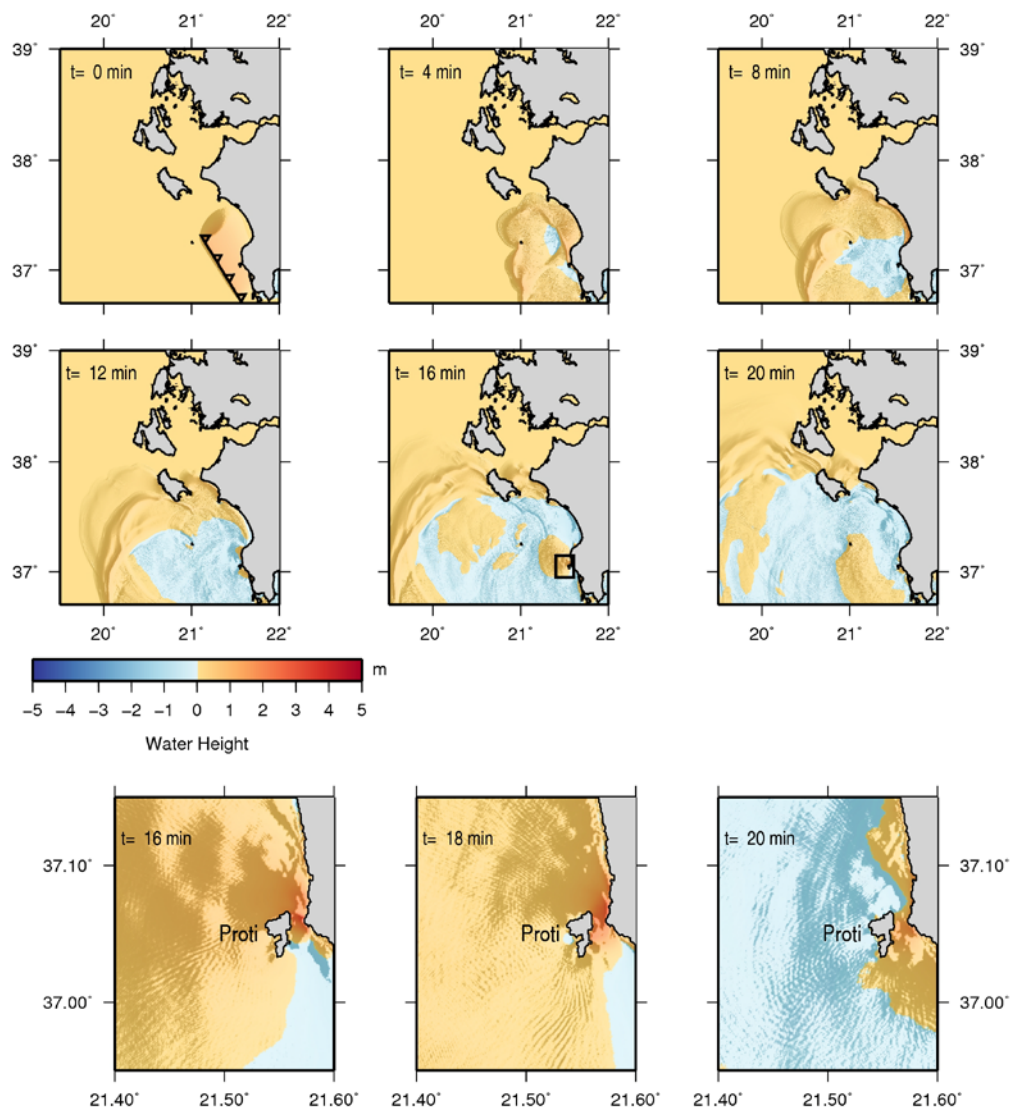 20° 21° 22° 20° 21° 22° 20° 21° 22°
39° 39°
t= 0 min t= 4 min t= 8 min
38° 38°
37° 37°
39° 39°
t= 12 min t= 16 min t= 20 min
38° 38°
37° 37°
20° 21° 22° 20° 21° 22° 20° 21° 22°
m
−5 −4 −3 −2 −1 0 1 2 3 4 5
Water Height
t= 16 min t= 18 min t= 20 min
37.10° 37.10°
Proti Proti Proti
37.00° 37.00°
21.40° 21.50° 21.60° 21.40° 21.50° 21.60° 21.40° 21.50° 21.60°